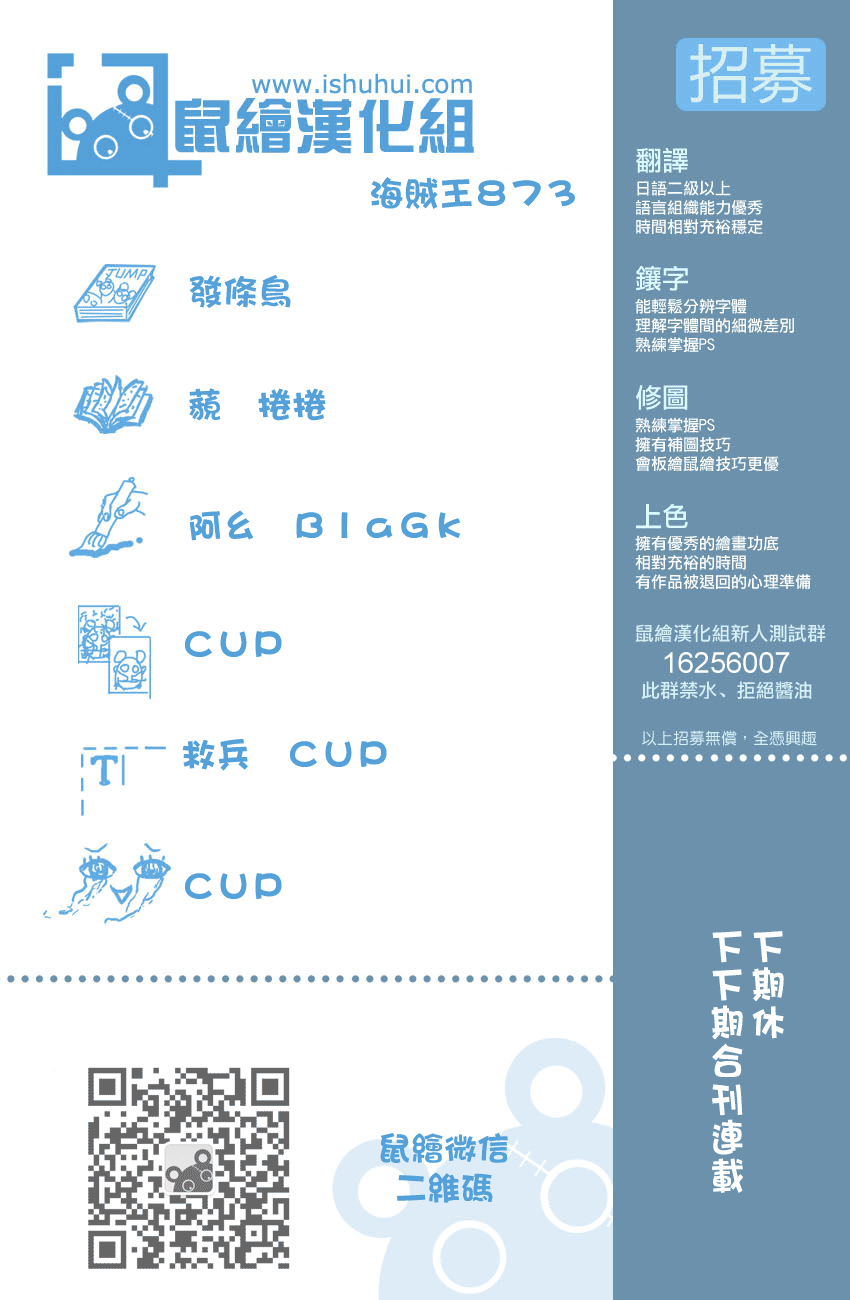 www.ishuhui.com
鼠繪漢化組
海賊王873
JUMP
發條鳥
藐　捲捲
阿幺　BlaGk
CUP
T
救兵　CUP
CUP
鼠繪微信
二維碼
招募
翻譯
日語二級以上
語言組織能力優秀
時間相對充裕穩定
鑲字
能輕鬆分辨字體
理解字體間的細微差別
熟練掌握PS
修圖
熟練掌握PS
擁有補圖技巧
會板繪鼠繪技巧更優
上色
擁有優秀的繪畫功底
相對充裕的時間
有作品被退回的心理準備
鼠繪漢化組新人測試群
16256007
此群禁水、拒絕醬油
以上招募無償，全憑興趣
下期休
下下期合刊連載